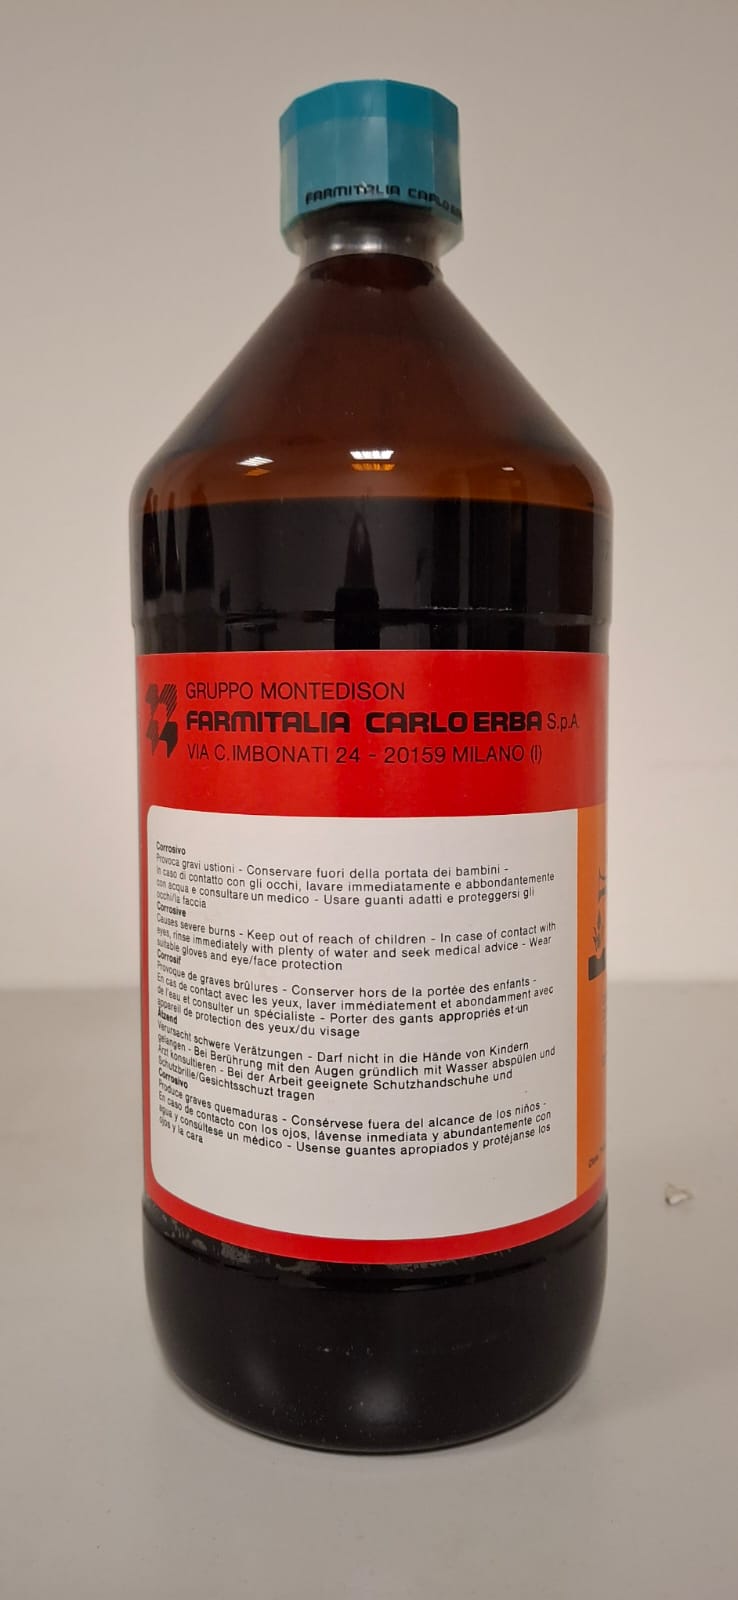 FARMITALIA CARLO ERB
GRUPPO MONTEDISON
FARMITALIA CARLO ERBA S.p.A.
VIA C. IMBONATI 24 - 20159 MILANO (I)
Corrosivo
Provoca gravi ustioni - Conservare fuori della portata dei bambini -
In caso di contatto con gli occhi, lavare immediatamente e abbondantemente
con acqua e consultare un medico - Usare guanti adatti e proteggersi gli
occhi/la faccia
Corrosive
Causes severe burns - Keep out of reach of children - In case of contact with
eyes, rinse immediately with plenty of water and seek medical advice - Wear
suitable gloves and eye/face protection
Corrosif
Provoque de graves brûlures - Conserver hors de la portée des enfants -
En cas de contact avec les yeux, laver immédiatement et abondamment avec
de l'eau et consulter un spécialiste - Porter des gants appropriés et un
appareil de protection des yeux/du visage
Ätzend
Verursacht schwere Verätzungen - Darf nicht in die Hände von Kindern
gelangen - Bei Berührung mit den Augen gründlich mit Wasser abspülen und
Arzt konsultieren - Bei der Arbeit geeignete Schutzhandschuhe und
Schutzbrille/Gesichtsschuzt tragen
Corrosivo
Produce graves quemaduras - Consérvese fuera del alcance de los niños -
En caso de contacto con los ojos, lávense inmediata y abundantemente con
agua y consúltese un médico - Usense guantes apropiados y protéjanse los
ojos y la cara